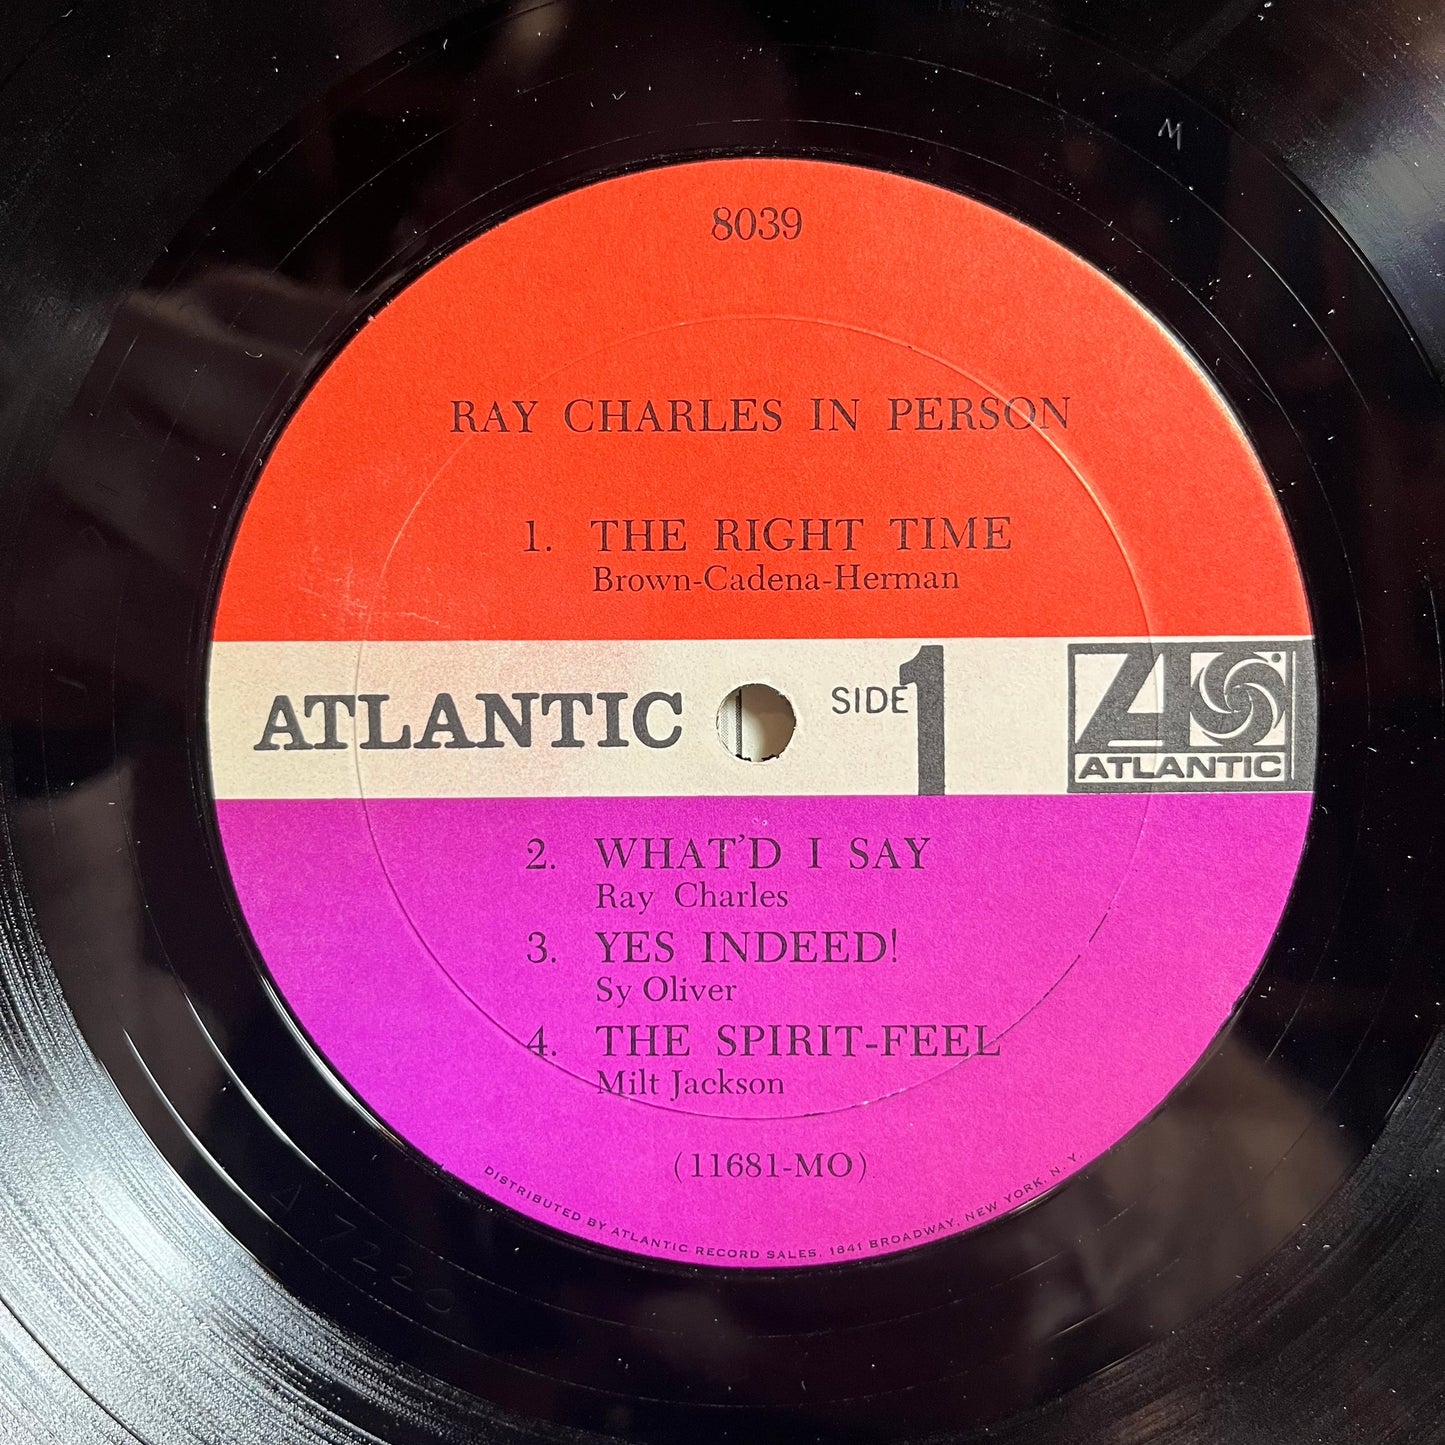 M
8039
RAY CHARLES IN PERSON
1. THE RIGHT TIME
Brown-Cadena-Herman
ATLANTIC
SIDE 1
ATLANTIC
2. WHAT'D I SAY
Ray Charles
3. YES INDEED!
Sy Oliver
4. THE SPIRIT-FEEL
Milt Jackson
(11681-MO)
DISTRIBUTED BY ATLANTIC RECORD SALES, 1841 BROADWAY, NEW YORK, N. Y.